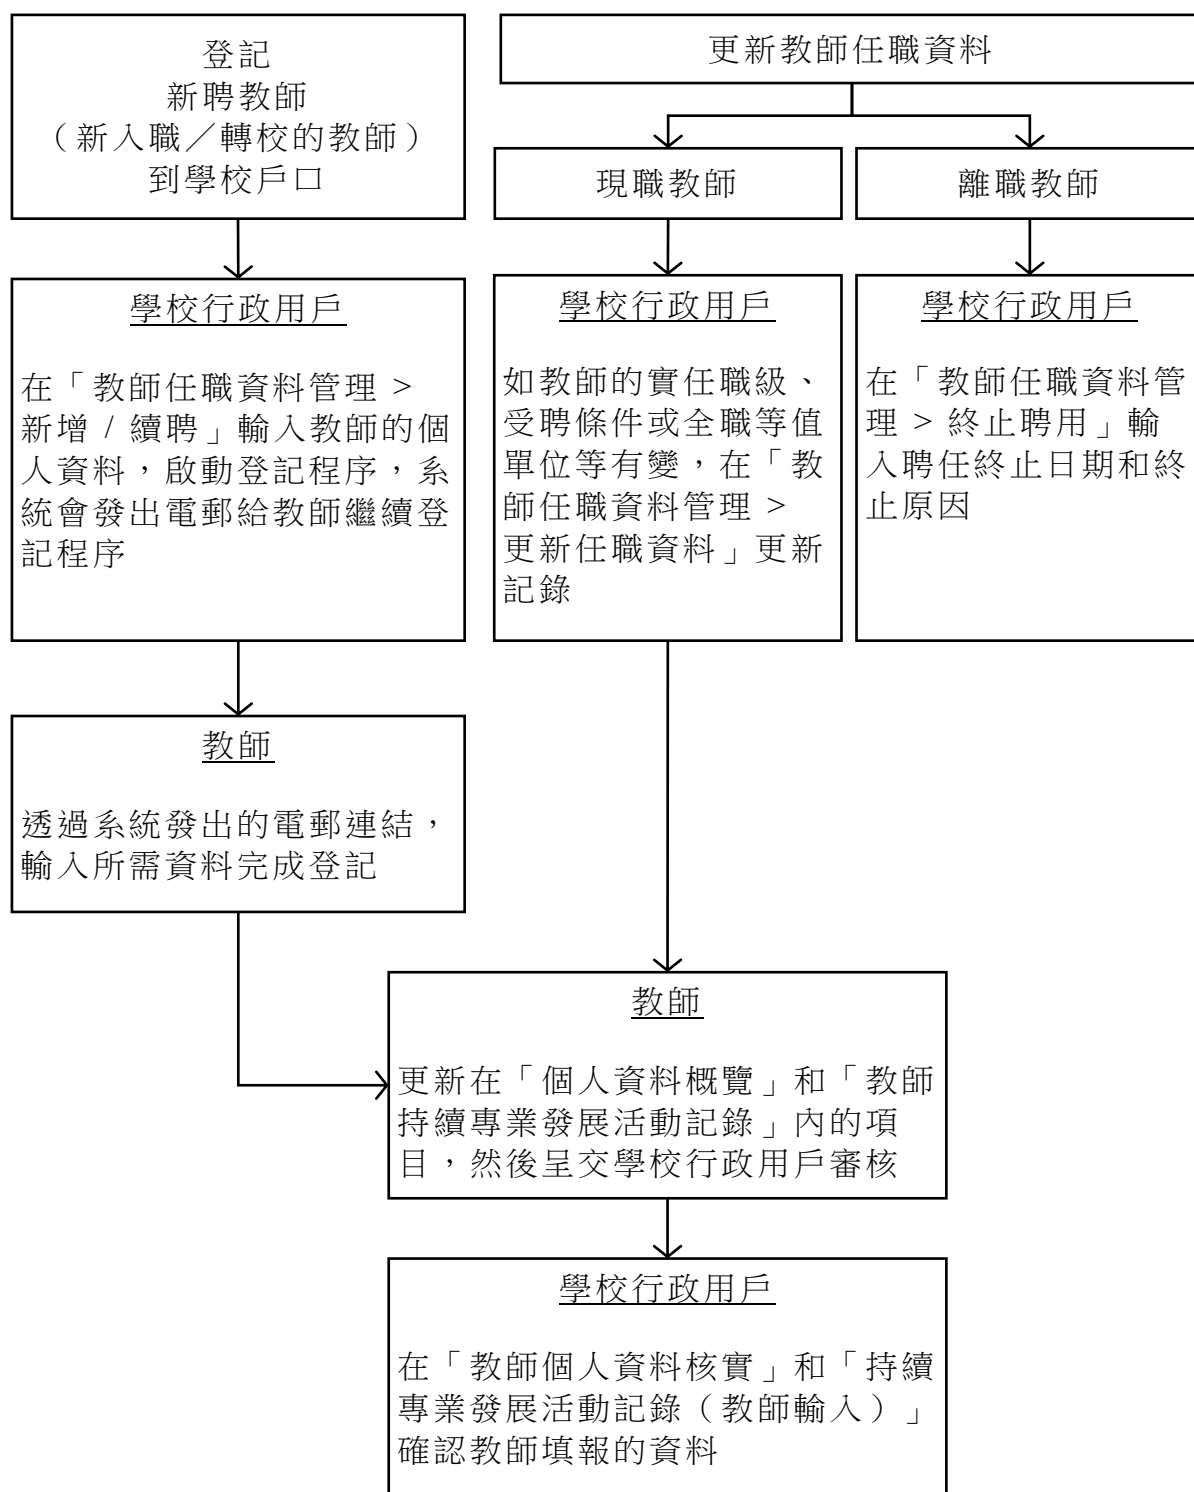 登記
新聘教師
（新入職／轉校的教師）
到學校戶口
更新教師任職資料
現職教師
離職教師
學校行政用戶
在「教師任職資料管理 >
新增 / 續聘」輸入教師的個
人資料，啟動登記程序，系
統會發出電郵給教師繼續登
記程序
學校行政用戶
如教師的實任職級、
受聘條件或全職等值
單位等有變，在「教
師任職資料管理 >
更新任職資料」更新
記錄
學校行政用戶
在「教師任職資料管
理 > 終止聘用」輸
入聘任終止日期和終
止原因
教師
透過系統發出的電郵連結，
輸入所需資料完成登記
教師
更新在「個人資料概覽」和「教師
持續專業發展活動記錄」內的項
目，然後呈交學校行政用戶審核
學校行政用戶
在「教師個人資料核實」和「持續
專業發展活動記錄（教師輸入）」
確認教師填報的資料